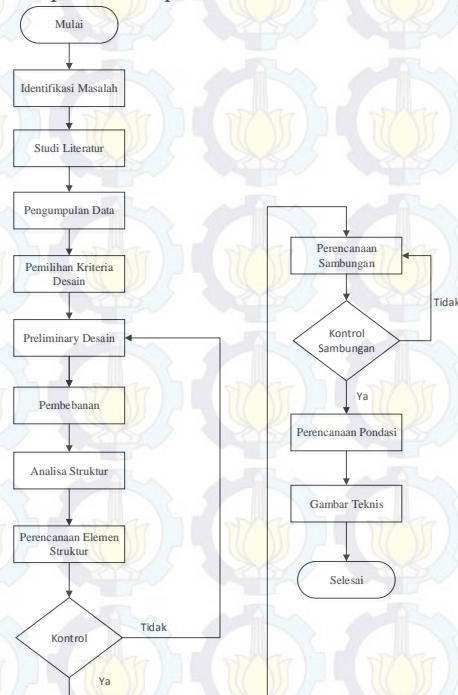 Mulai
Identifikasi Masalah
Studi Literatur
Pengumpulan Data
Pemilihan Kriteria
Desain
Preliminary Desain
Pembebanan
Analisa Struktur
Perencanaan Elemen
Struktur
Kontrol
Tidak
Ya
Perencanaan
Sambungan
Tidak
Kontrol
Sambungan
Ya
Perencanaan Pondasi
Gambar Teknis
Selesai